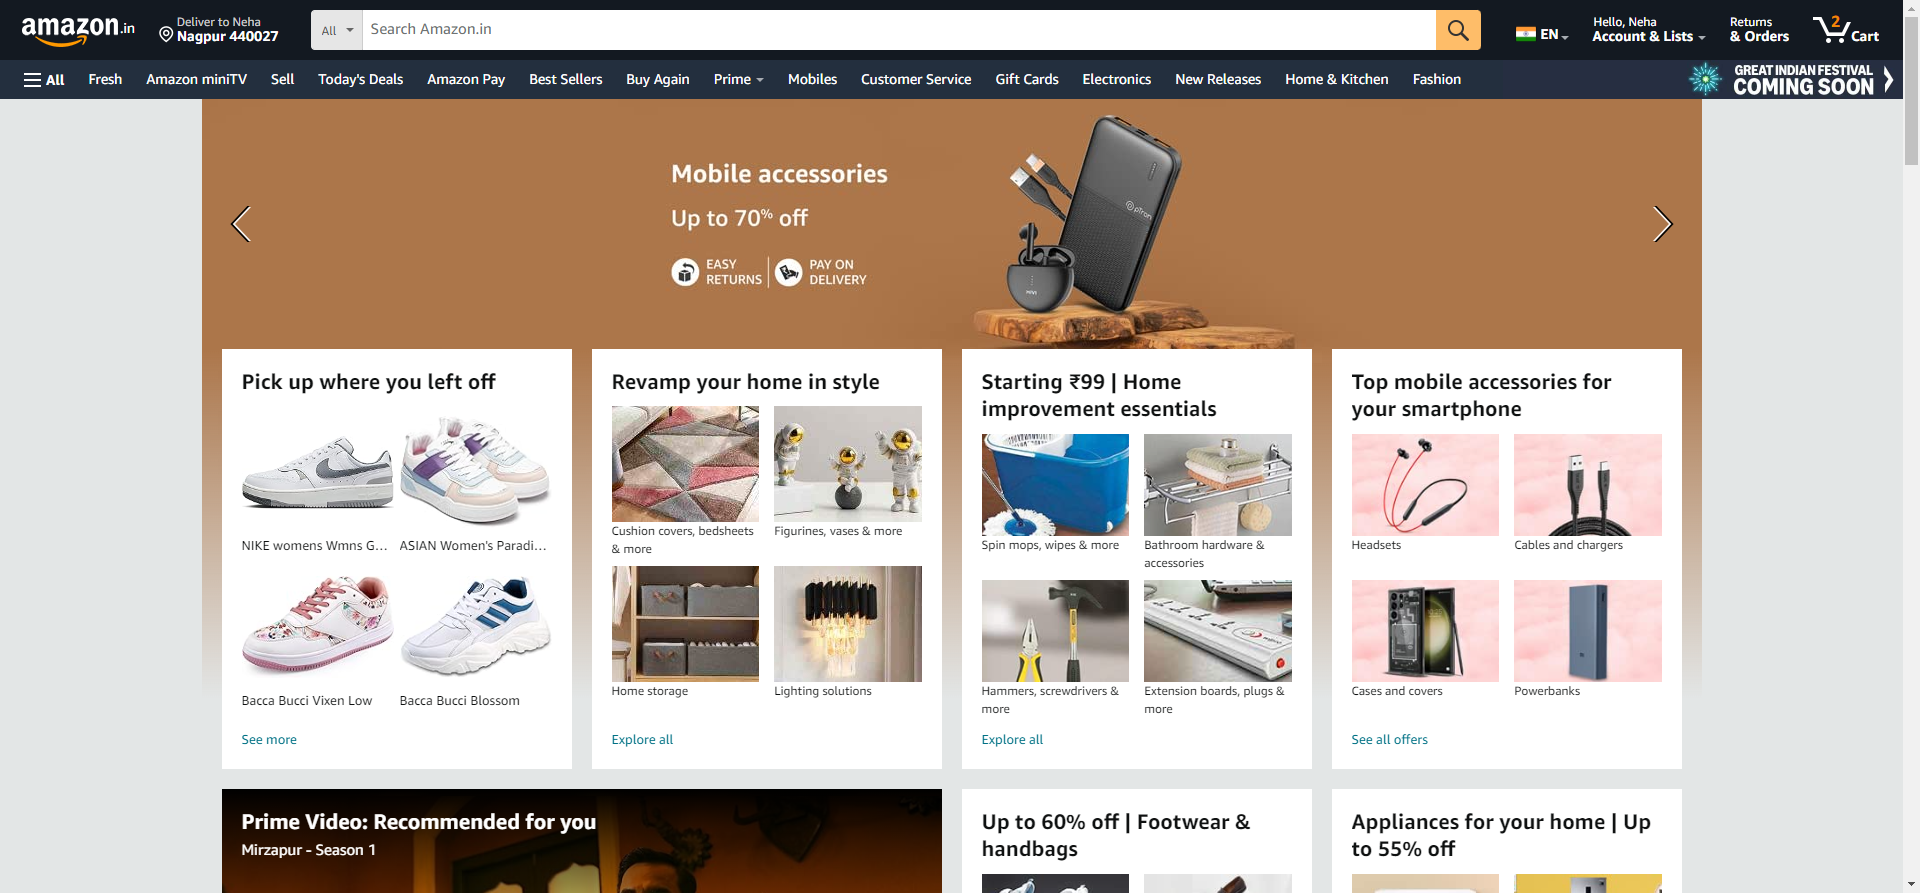 amazon.in
Deliver to Neha
Nagpur 440027
All
Search Amazon.in
EN
Hello, Neha
Account & Lists
Returns
& Orders
2
Cart
All
Fresh
Amazon miniTV
Sell
Today's Deals
Amazon Pay
Best Sellers
Buy Again
Prime
Mobiles
Customer Service
Gift Cards
Electronics
New Releases
Home & Kitchen
Fashion
GREAT INDIAN FESTIVAL
COMING SOON
Mobile accessories
Up to 70% off
EASY
RETURNS
PAY ON
DELIVERY
pTron
MIVI
Pick up where you left off
NIKE womens Wmns G...
ASIAN Women's Paradi...
Bacca Bucci Vixen Low
Bacca Bucci Blossom
See more
Revamp your home in style
Cushion covers, bedsheets
& more
Figurines, vases & more
Home storage
Lighting solutions
Explore all
Starting ₹99 | Home
improvement essentials
Spin mops, wipes & more
Bathroom hardware &
accessories
Hammers, screwdrivers &
more
Extension boards, plugs &
more
Explore all
Top mobile accessories for
your smartphone
Headsets
Cables and chargers
Cases and covers
Powerbanks
See all offers
Prime Video: Recommended for you
Mirzapur - Season 1
Up to 60% off | Footwear &
handbags
Appliances for your home | Up
to 55% off